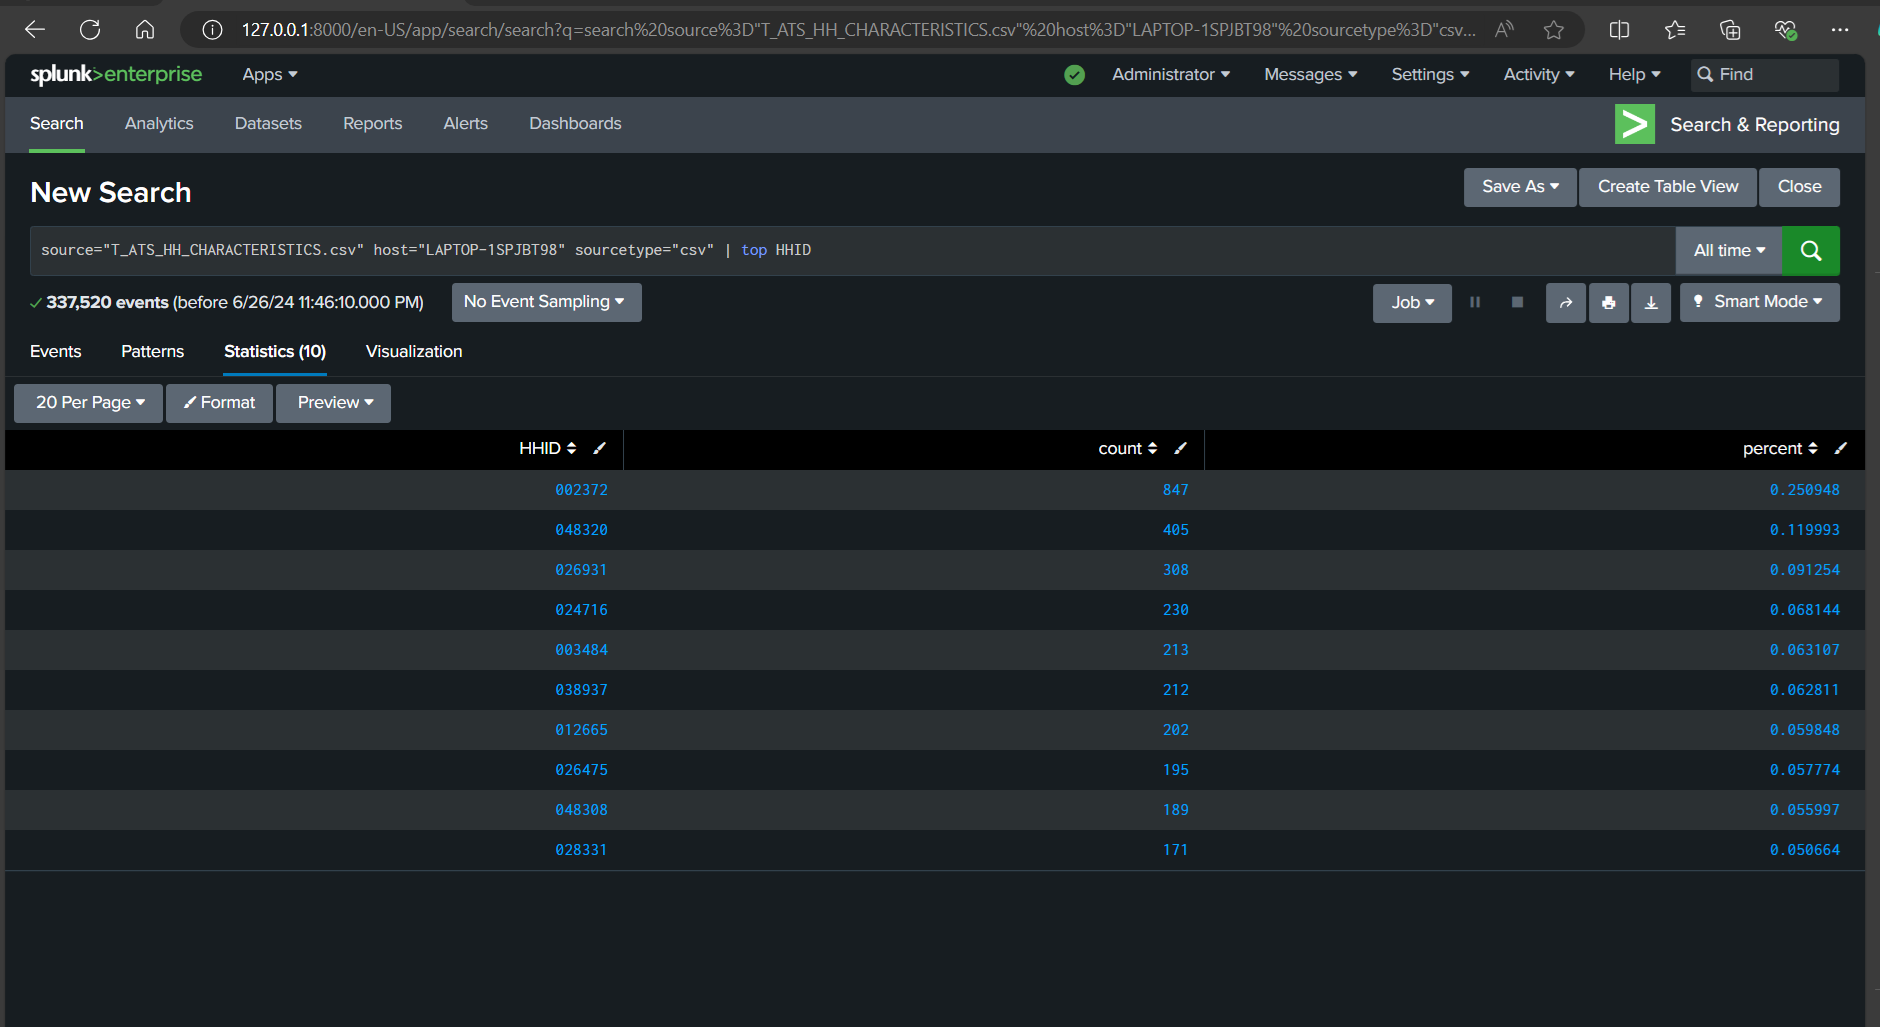 127.0.0.1:8000/en-US/app/search/search?q=search%20source%3D"T_ATS_HH_CHARACTERISTICS.csv"%20host%3D"LAPTOP-1SPJBT98"%20sourcetype%3D"csv...
splunk>enterprise Apps Administrator Messages Settings Activity Help Find
Search Analytics Datasets Reports Alerts Dashboards Search & Reporting
New Search Save As Create Table View Close
source="T_ATS_HH_CHARACTERISTICS.csv" host="LAPTOP-1SPJBT98" sourcetype="csv" | top HHID All time
337,520 events (before 6/26/24 11:46:10.000 PM) No Event Sampling Job Smart Mode
Events Patterns Statistics (10) Visualization
20 Per Page Format Preview
HHID count percent
002372 847 0.250948
048320 405 0.119993
026931 308 0.091254
024716 230 0.068144
003484 213 0.063107
038937 212 0.062811
012665 202 0.059848
026475 195 0.057774
048308 189 0.055997
028331 171 0.050664